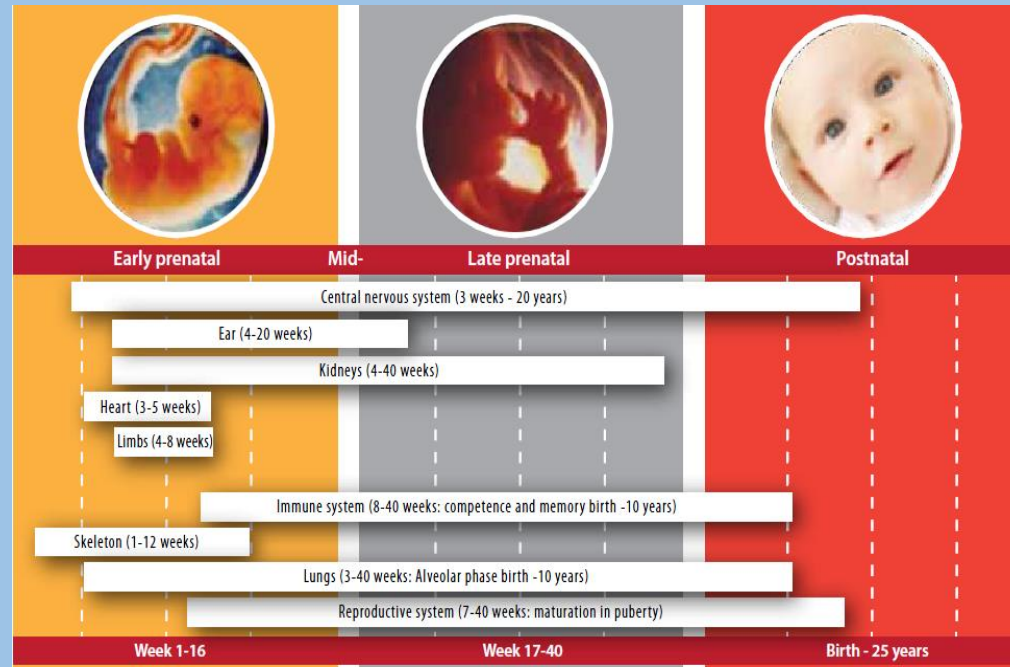 Early prenatal Mid- Late prenatal Postnatal
Central nervous system (3 weeks - 20 years)
Ear (4-20 weeks)
Kidneys (4-40 weeks)
Heart (3-5 weeks)
Limbs (4-8 weeks)
Immune system (8-40 weeks: competence and memory birth -10 years)
Skeleton (1-12 weeks)
Lungs (3-40 weeks: Alveolar phase birth -10 years)
Reproductive system (7-40 weeks: maturation in puberty)
Week 1-16 Week 17-40 Birth - 25 years